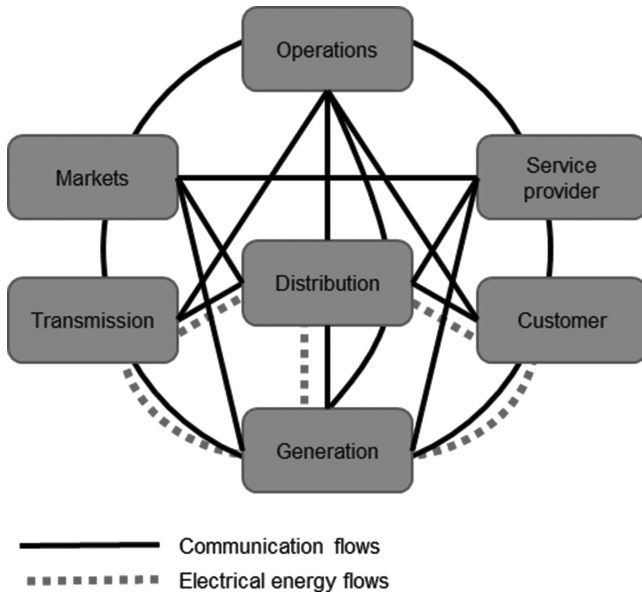 Operations
Markets
Service
provider
Distribution
Transmission
Customer
Generation
Communication flows
Electrical energy flows